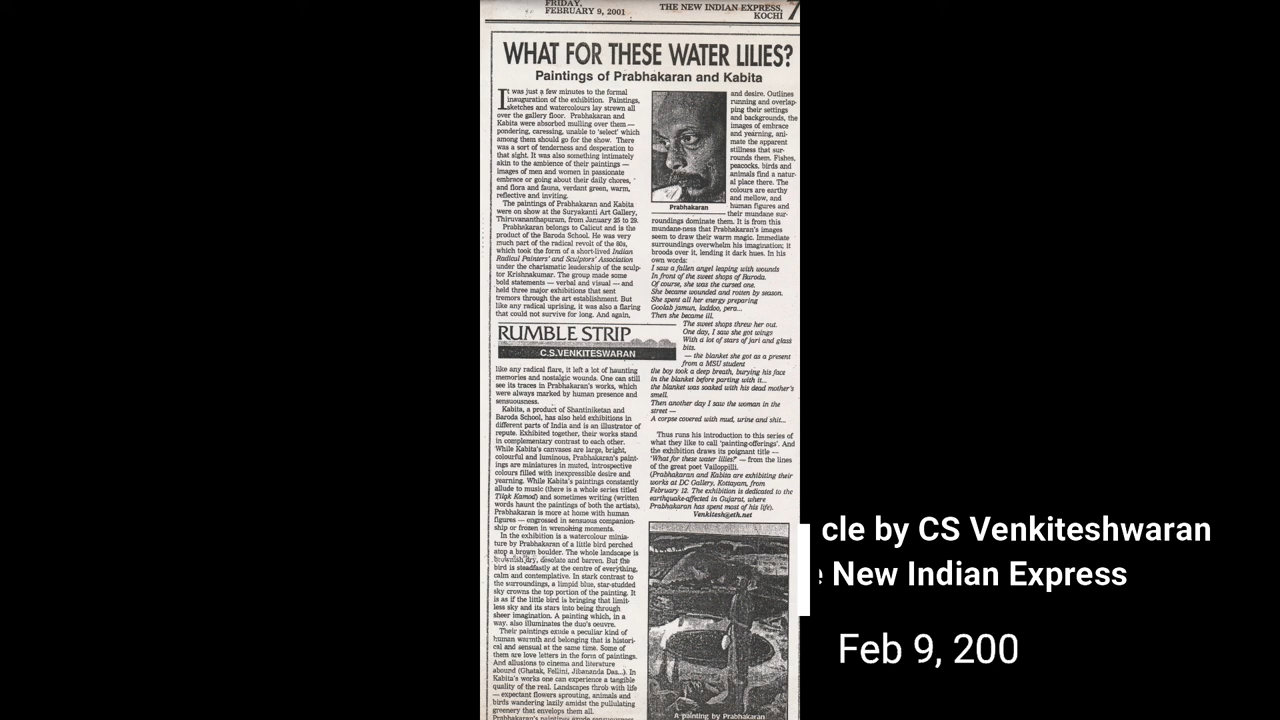 FRIDAY,
FEBRUARY 9, 2001
THE NEW INDIAN EXPRESS,
KOCHI
7
WHAT FOR THESE WATER LILIES?
Paintings of Prabhakaran and Kabita
It was just a few minutes to the formal
inauguration of the exhibition. Paintings,
sketches and watercolours lay strewn all
over the gallery floor. Prabhakaran and
Kabita were absorbed mulling over them —
pondering, caressing, unable to 'select' which
among them should go for the show. There
was a sort of tenderness and desperation to
that sight. It was also something intimately
akin to the ambience of their paintings —
images of men and women in passionate
embrace or going about their daily chores,
and flora and fauna, verdant green, warm,
reflective and inviting.
The paintings of Prabhakaran and Kabita
were on show at the Suryakanti Art Gallery,
Thiruvananthapuram, from January 25 to 29.
Prabhakaran belongs to Calicut and is the
product of the Baroda School. He was very
much part of the radical revolt of the 80s,
which took the form of a short-lived Indian
Radical Painters' and Sculptors' Association
under the charismatic leadership of the sculp-
tor Krishnakumar. The group made some
bold statements — verbal and visual — and
held three major exhibitions that sent
tremors through the art establishment. But
like any radical uprising, it was also a flaring
that could not survive for long. And again,
RUMBLE STRIP
C.S.VENKITESWARAN
like any radical flare, it left a lot of haunting
memories and nostalgic wounds. One can still
see its traces in Prabhakaran's works, which
were always marked by human presence and
sensuousness.
Kabita, a product of Shantiniketan and
Baroda School, has also held exhibitions in
different parts of India and is an illustrator of
repute. Exhibited together, their works stand
in complementary contrast to each other.
While Kabita's canvases are large, bright,
colourful and luminous, Prabhakaran's paint-
ings are miniatures in muted, introspective
colours filled with inexpressible desire and
yearning. While Kabita's paintings constantly
allude to music (there is a whole series titled
Tilak Kamod) and sometimes writing (written
words haunt the paintings of both the artists),
Prabhakaran is more at home with human
figures — engrossed in sensuous companion-
ship or frozen in wrenching moments.
In the exhibition is a watercolour minia-
ture by Prabhakaran of a little bird perched
atop a brown boulder. The whole landscape is
brownish dry, desolate and barren. But the
bird is steadfastly at the centre of everything,
calm and contemplative. In stark contrast to
the surroundings, a limpid blue, star-studded
sky crowns the top portion of the painting. It
is as if the little bird is bringing that limit-
less sky and its stars into being through
sheer imagination. A painting which, in a
way, also illuminates the duo's oeuvre.
Their paintings exude a peculiar kind of
human warmth and belonging that is histori-
cal and sensual at the same time. Some of
them are love letters in the form of paintings.
And allusions to cinema and literature
abound (Ghatak, Fellini, Jibananda Das...). In
Kabita's works one can experience a tangible
quality of the real. Landscapes throb with life
— expectant flowers sprouting, animals and
birds wandering lazily amidst the pullulating
greenery that envelops them all.
Prabhakaran's paintings exude sensuousness
Prabhakaran
and desire. Outlines
running and overlap-
ping their settings
and backgrounds, the
images of embrace
and yearning, ani-
mate the apparent
stillness that sur-
rounds them. Fishes,
peacocks, birds and
animals find a natur-
al place there. The
colours are earthy
and mellow, and
human figures and
their mundane sur-
roundings dominate them. It is from this
mundane-ness that Prabhakaran's images
seem to draw their warm magic. Immediate
surroundings overwhelm his imagination; it
broods over it, lending it dark hues. In his
own words:
I saw a fallen angel leaping with wounds
In front of the sweet shops of Baroda.
Of course, she was the cursed one.
She became wounded and rotten by season.
She spent all her energy preparing
Goolab jamun, laddoo, pera...
Then she became ill.
The sweet shops threw her out.
One day, I saw she got wings
With a lot of stars of jari and glass
bits.
— the blanket she got as a present
from a MSU student
the boy took a deep breath, burying his face
in the blanket before parting with it...
the blanket was soaked with his dead mother's
smell.
Then another day I saw the woman in the
street —
A corpse covered with mud, urine and shit...
Thus runs his introduction to this series of
what they like to call 'painting-offerings'. And
the exhibition draws its poignant title —
'What for these water lilies?' — from the lines
of the great poet Vailoppilli.
(Prabhakaran and Kabita are exhibiting their
works at DC Gallery, Kottayam, from
February 12. The exhibition is dedicated to the
earthquake-affected in Gujarat, where
Prabhakaran has spent most of his life).
Venkitesh@eth.net
A painting by Prabhakaran
cle by CS Venkiteshwaran
e New Indian Express
Feb 9, 200